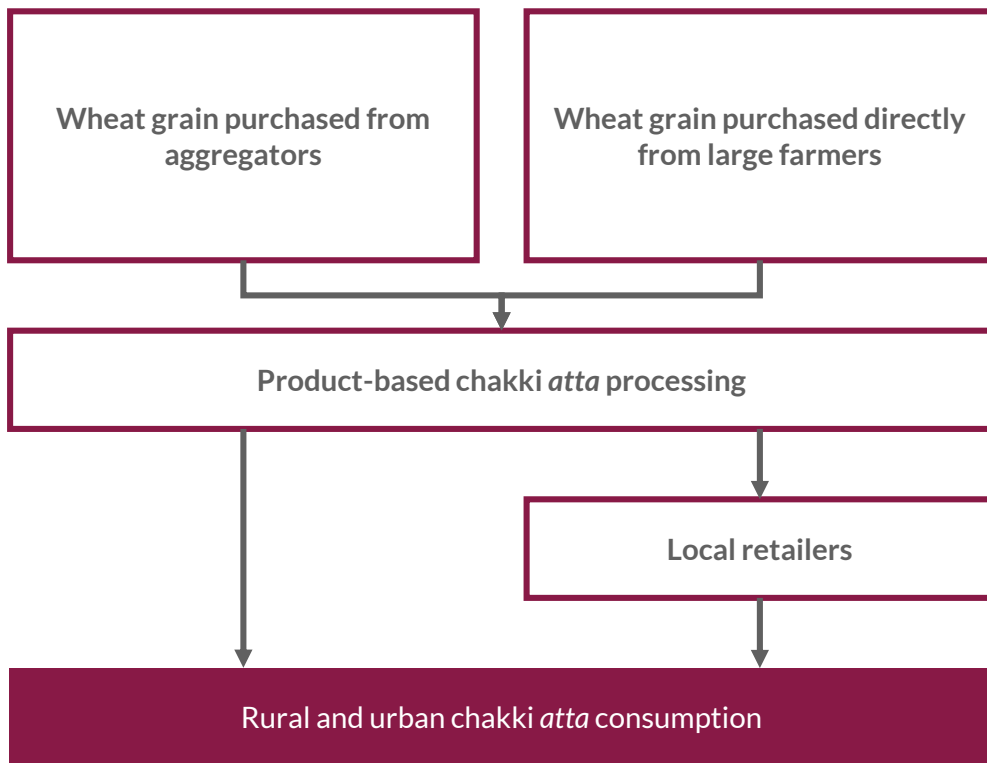 Wheat grain purchased from
aggregators
Wheat grain purchased directly
from large farmers
Product-based chakki atta processing
Local retailers
Rural and urban chakki atta consumption